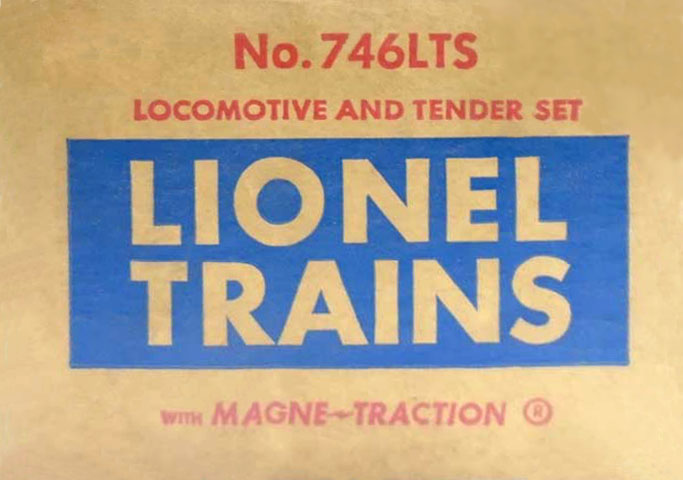 No. 746LTS
LOCOMOTIVE AND TENDER SET
LIONEL
TRAINS
WITH MAGNE-TRACTION ®